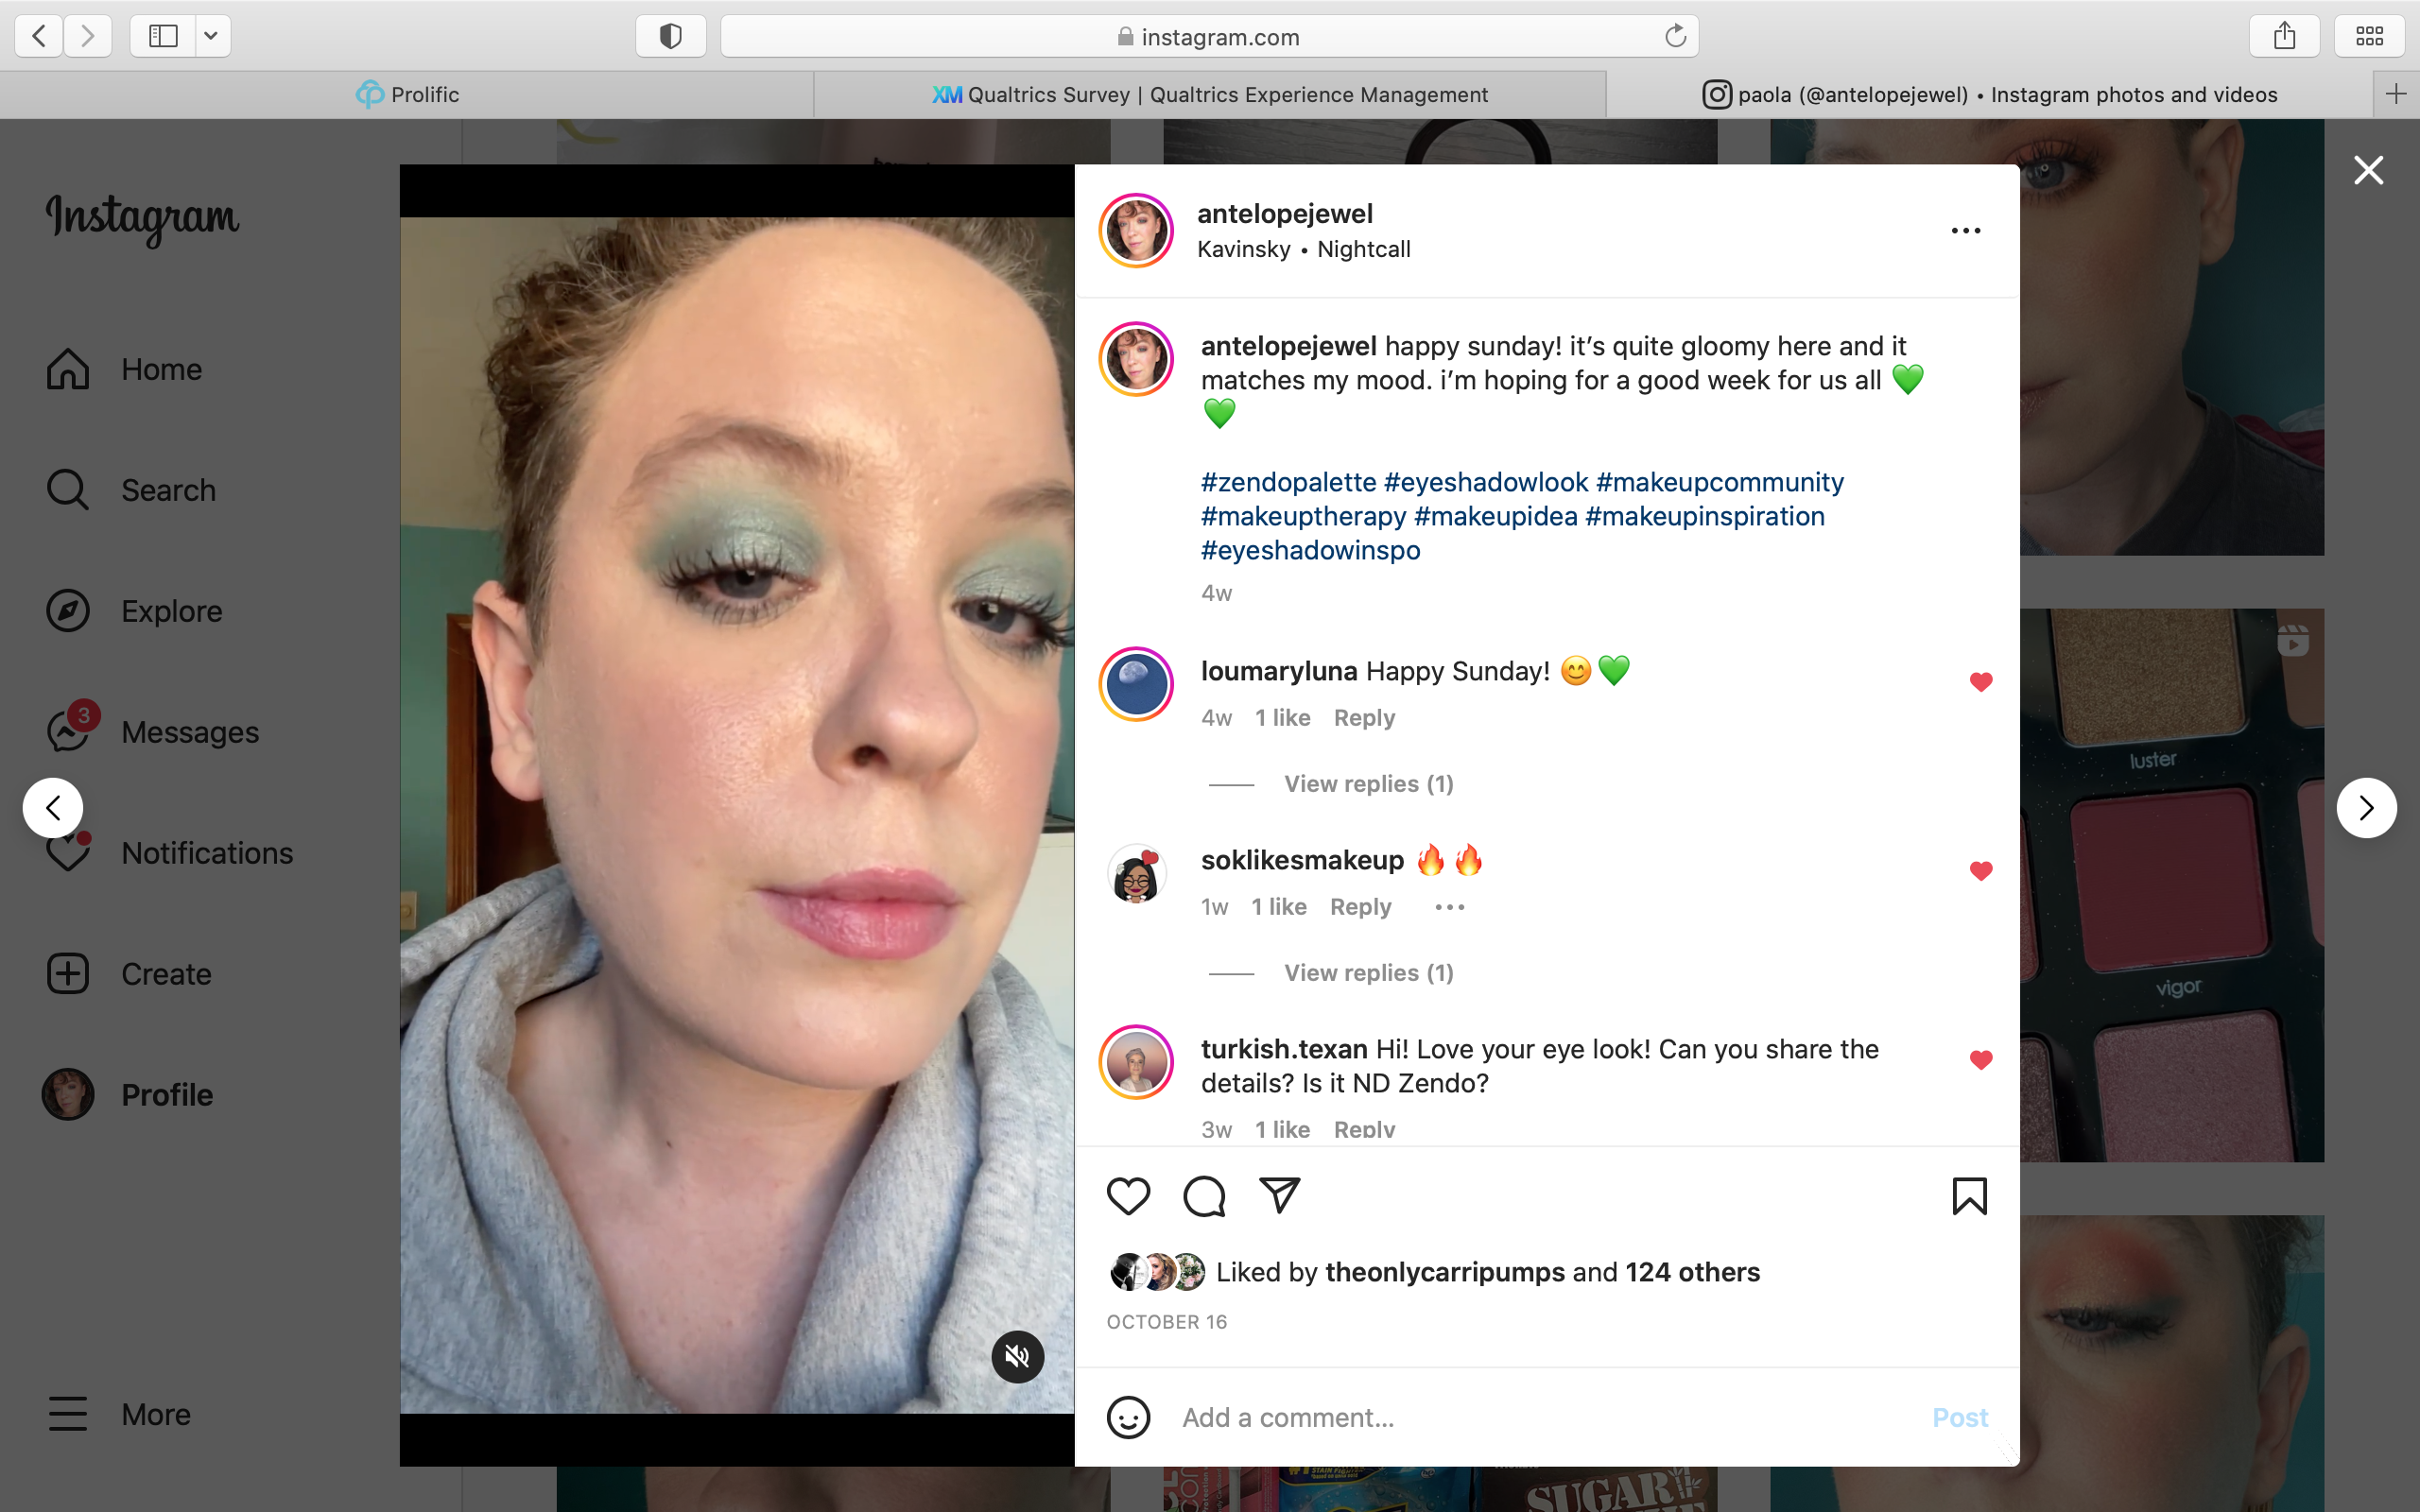 instagram.com
Prolific
XM Qualtrics Survey | Qualtrics Experience Management
paola (@antelopejewel) • Instagram photos and videos
Instagram
Home
Search
Explore
3
Messages
Notifications
Create
Profile
More
antelopejewel
Kavinsky • Nightcall
antelopejewel happy sunday! it’s quite gloomy here and it
matches my mood. i’m hoping for a good week for us all 💚
💚
#zendopalette #eyeshadowlook #makeupcommunity
#makeuptherapy #makeupidea #makeupinspiration
#eyeshadowinspo
4w
loumaryluna Happy Sunday! 😊💚
4w 1 like Reply
View replies (1)
soklikesmakeup 🔥🔥
1w 1 like Reply •••
View replies (1)
turkish.texan Hi! Love your eye look! Can you share the
details? Is it ND Zendo?
3w 1 like Reply
Liked by theonlycarripumps and 124 others
OCTOBER 16
Add a comment...
Post
luster
vigor
SUGAR